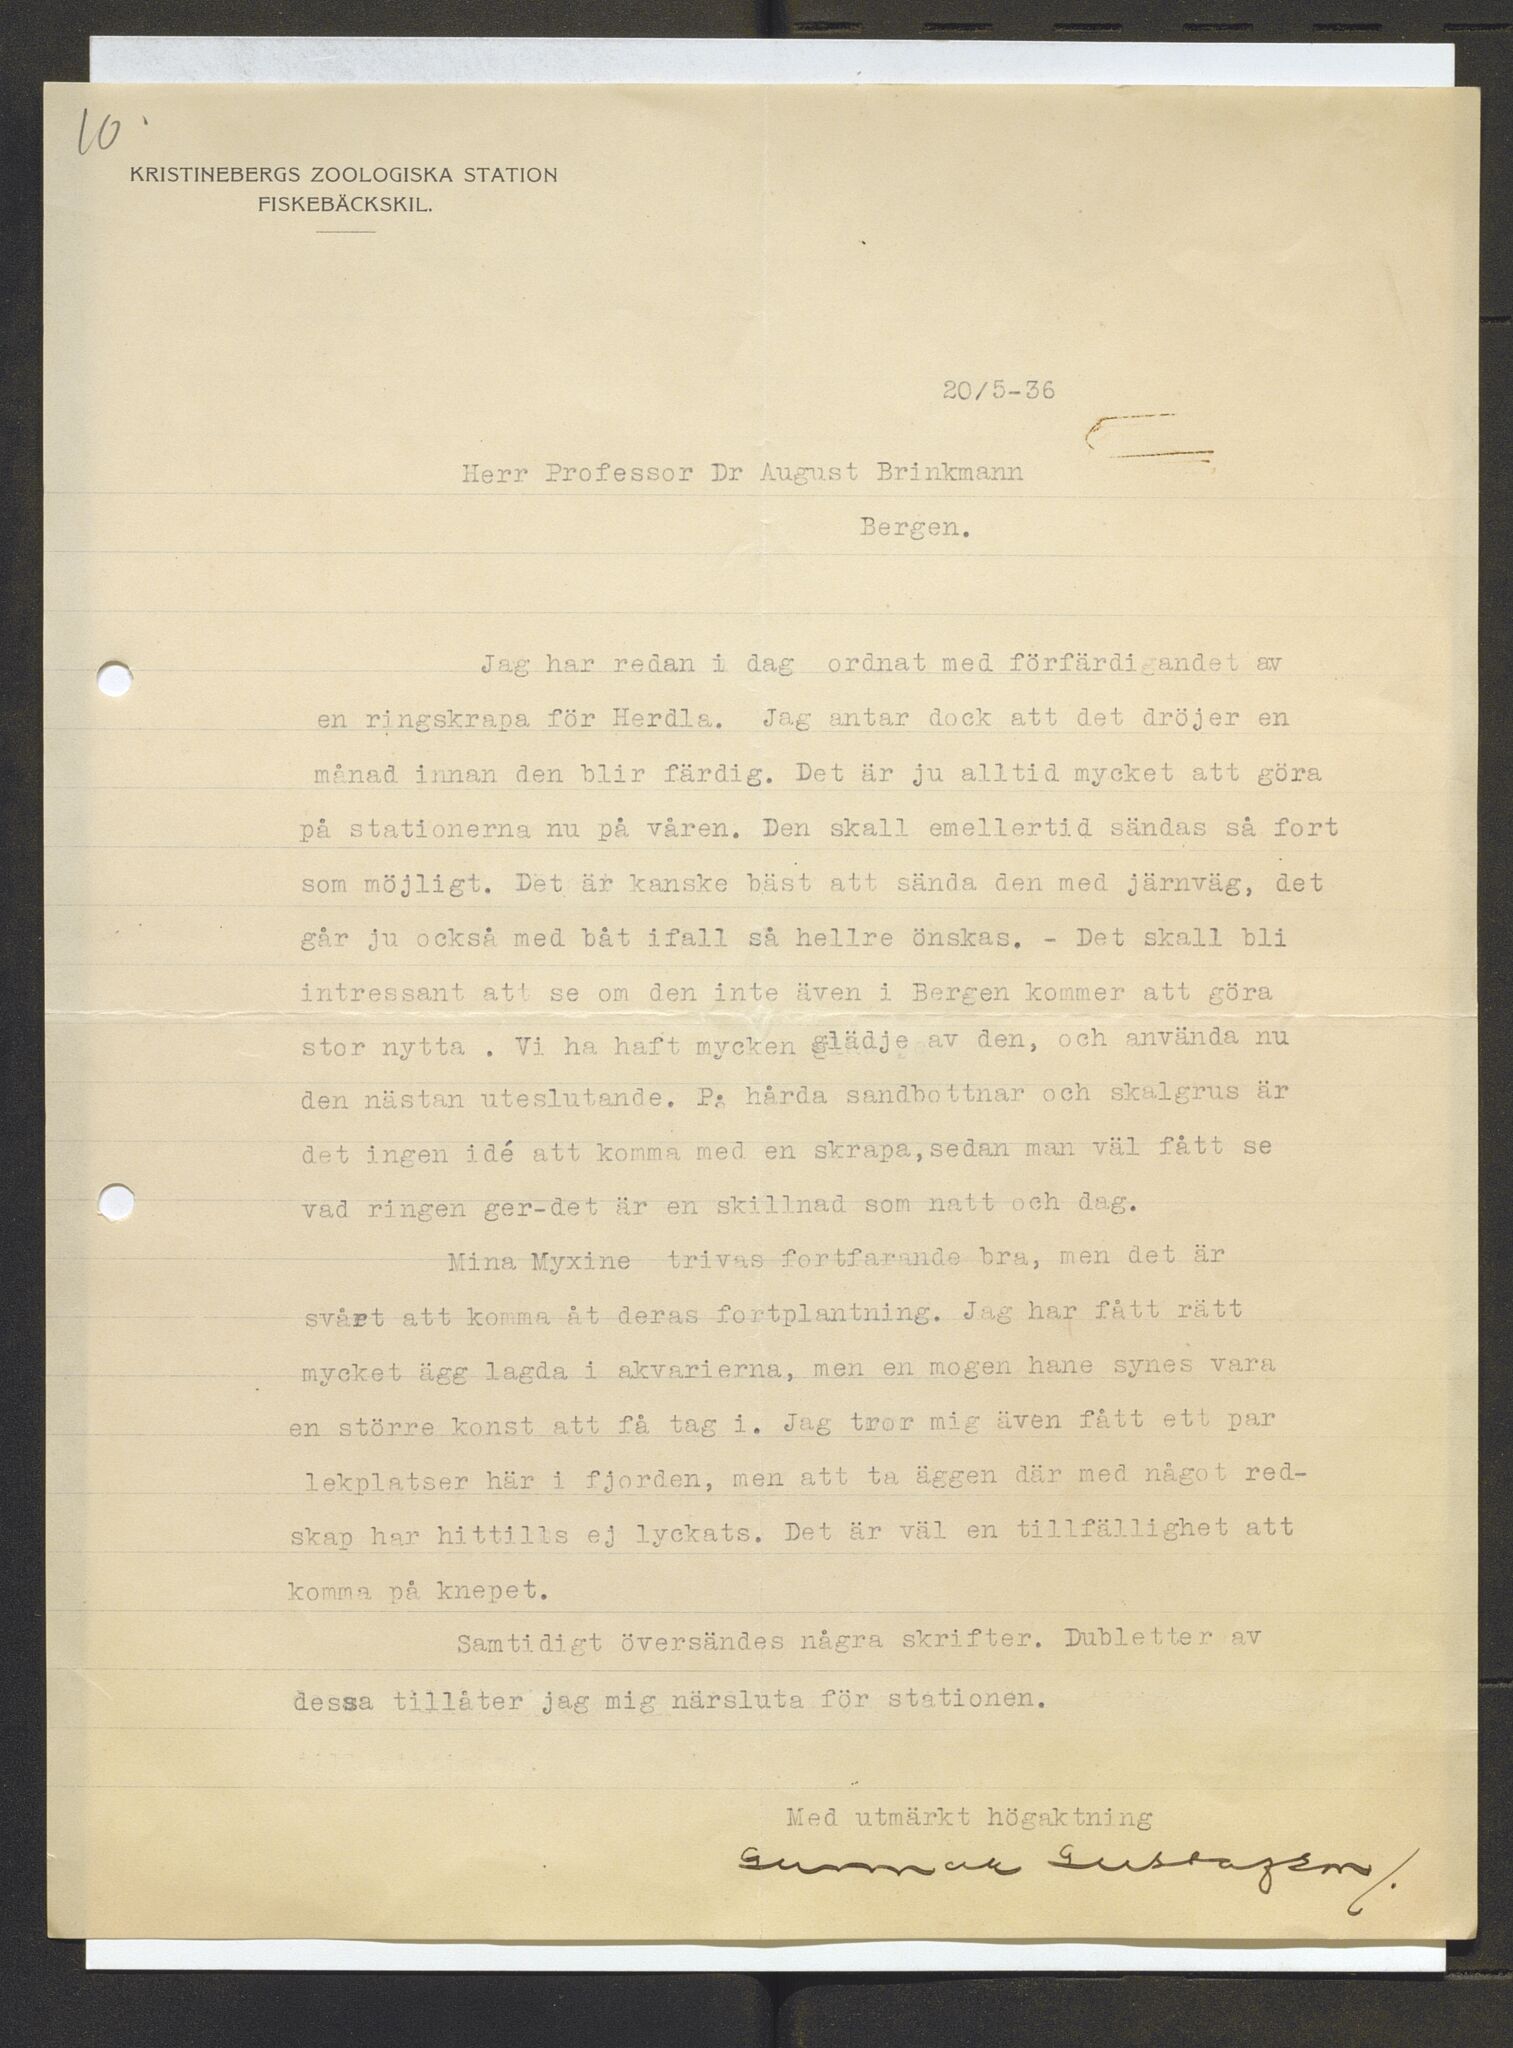 10.
KRISTINEBERGS ZOOLOGISKA STATION
FISKEBÄCKSKIL.
20/5-36
Herr Professor Dr August Brinkmann
Bergen.
Jag har redan i dag ordnat med förfärdigandet av
en ringskrapa för Herdla. Jag antar dock att det dröjer en
månad innan den blir färdig. Det är ju alltid mycket att göra
på stationerna nu på våren. Den skall emellertid sändas så fort
som möjligt. Det är kanske bäst att sända den med järnväg, det
går ju också med båt ifall så hellre önskas. - Det skall bli
intressant att se om den inte även i Bergen kommer att göra
stor nytta . Vi ha haft mycken glädje av den, och använda nu
den nästan uteslutande. På hårda sandbottnar och skalgrus är
det ingen idé att komma med en skrapa, sedan man väl fått se
vad ringen ger-det är en skillnad som natt och dag.
Mina Myxine trivas fortfarande bra, men det är
svårt att komma åt deras fortplantning. Jag har fått rätt
mycket ägg lagda i akvarierna, men en mogen hane synes vara
en större konst att få tag i. Jag tror mig även fått ett par
lekplatser här i fjorden, men att ta äggen där med något red-
skap har hittills ej lyckats. Det är väl en tillfällighet att
komma på knepet.
Samtidigt översändes några skrifter. Dubletter av
dessa tillåter jag mig närsluta för stationen.
Med utmärkt högaktning
Gunnar Gustafson/.